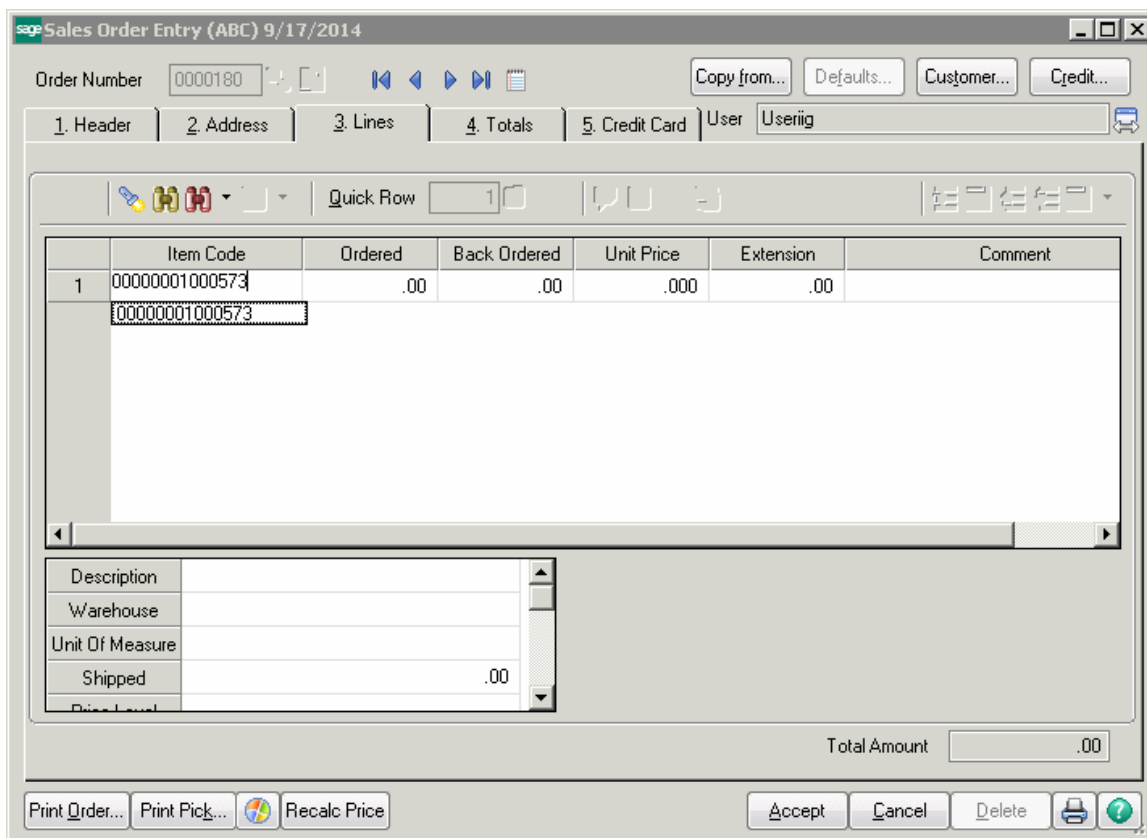 sage Sales Order Entry (ABC) 9/17/2014
Order Number 0000180 Copy from... Defaults... Customer... Credit...
1. Header 2. Address 3. Lines 4. Totals 5. Credit Card User Useriig
Quick Row 1
Item Code Ordered Back Ordered Unit Price Extension Comment
1 00000001000573 .00 .00 .000 .00
00000001000573
Description
Warehouse
Unit Of Measure
Shipped .00
Price Level
Total Amount .00
Print Order... Print Pick... Recalc Price Accept Cancel Delete